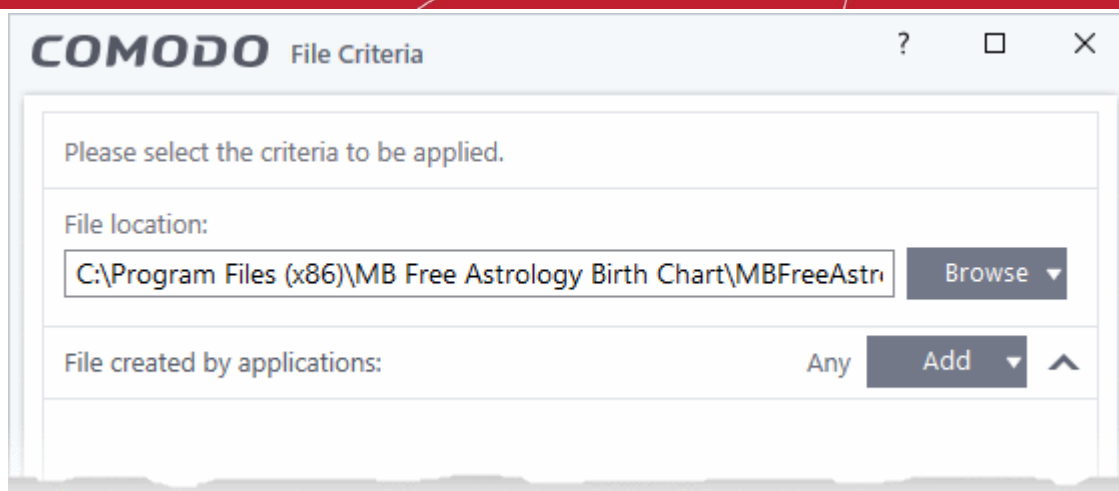 COMODO File Criteria ?
Please select the criteria to be applied.
File location:
C:\Program Files (x86)\MB Free Astrology Birth Chart\MBFreeAstr Browse
File created by applications: Any Add